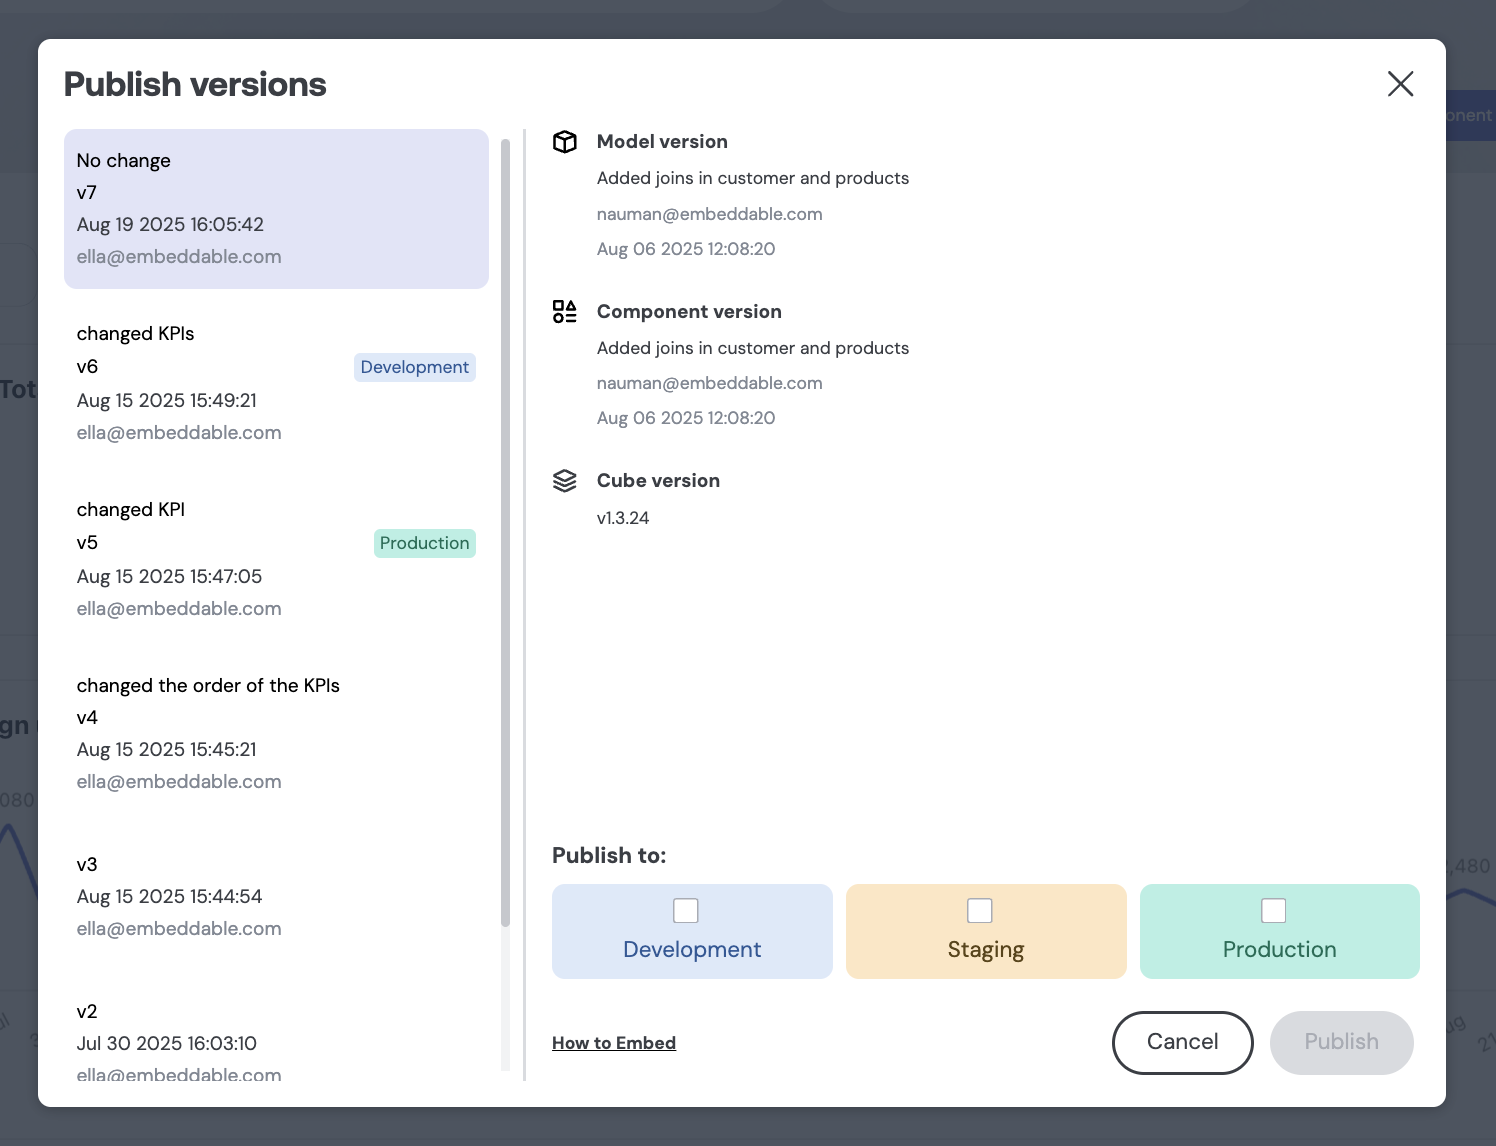 Publish versions
No change
v7
Aug 19 2025 16:05:42
ella@embeddable.com
changed KPIs
v6
Development
Aug 15 2025 15:49:21
ella@embeddable.com
changed KPI
v5
Production
Aug 15 2025 15:47:05
ella@embeddable.com
changed the order of the KPIs
v4
Aug 15 2025 15:45:21
ella@embeddable.com
v3
Aug 15 2025 15:44:54
ella@embeddable.com
v2
Jul 30 2025 16:03:10
ella@embeddable.com
Model version
Added joins in customer and products
nauman@embeddable.com
Aug 06 2025 12:08:20
Component version
Added joins in customer and products
nauman@embeddable.com
Aug 06 2025 12:08:20
Cube version
v1.3.24
Publish to:
Development
Staging
Production
How to Embed
Cancel
Publish